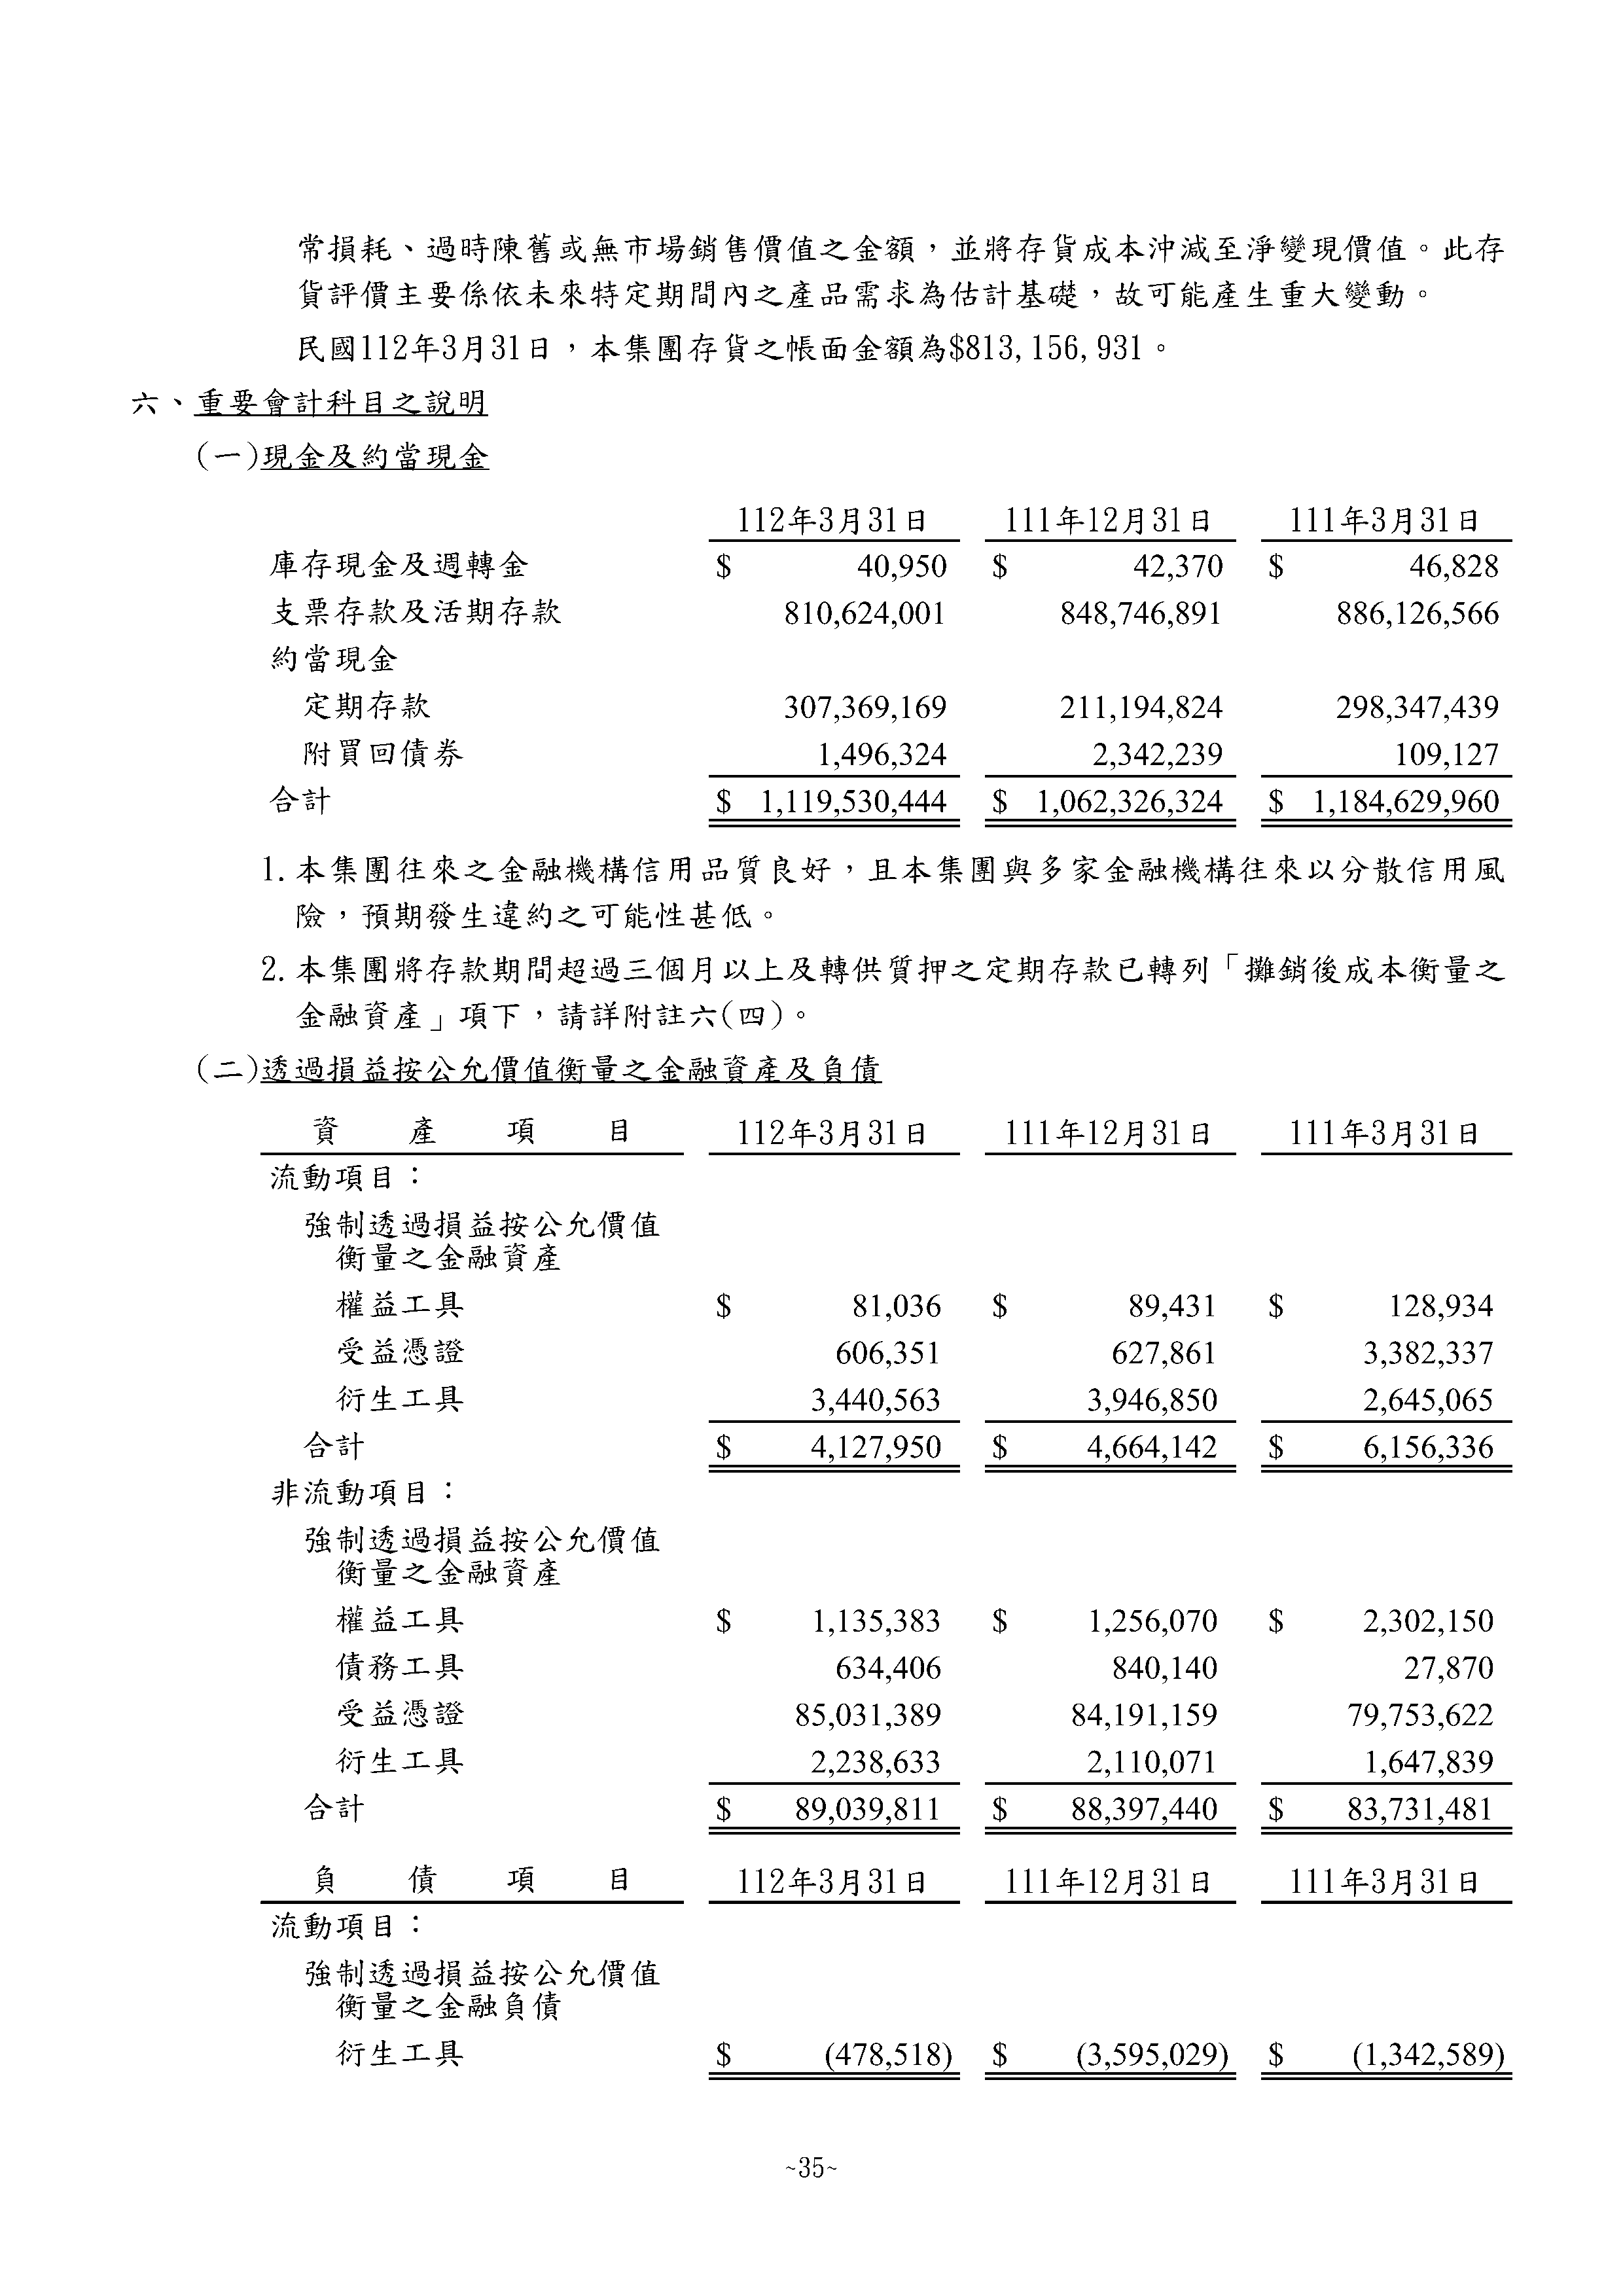 常損耗、過時陳舊或無市場銷售價值之金額，並將存貨成本沖減至淨變現價值。此存
貨評價主要係依未來特定期間內之產品需求為估計基礎，故可能產生重大變動。
民國112年3月31日，本集團存貨之帳面金額為$813,156,931。
六、重要會計科目之說明
(一)現金及約當現金
112年3月31日 111年12月31日 111年3月31日
庫存現金及週轉金 $ 40,950 $ 42,370 $ 46,828
支票存款及活期存款 810,624,001 848,746,891 886,126,566
約當現金
定期存款 307,369,169 211,194,824 298,347,439
附買回債券 1,496,324 2,342,239 109,127
合計 $ 1,119,530,444 $ 1,062,326,324 $ 1,184,629,960
1.本集團往來之金融機構信用品質良好，且本集團與多家金融機構往來以分散信用風
險，預期發生違約之可能性甚低。
2.本集團將存款期間超過三個月以上及轉供質押之定期存款已轉列「攤銷後成本衡量之
金融資產」項下，請詳附註六(四)。
(二)透過損益按公允價值衡量之金融資產及負債
資產項目 112年3月31日 111年12月31日 111年3月31日
流動項目：
強制透過損益按公允價值
衡量之金融資產
權益工具 $ 81,036 $ 89,431 $ 128,934
受益憑證 606,351 627,861 3,382,337
衍生工具 3,440,563 3,946,850 2,645,065
合計 $ 4,127,950 $ 4,664,142 $ 6,156,336
非流動項目：
強制透過損益按公允價值
衡量之金融資產
權益工具 $ 1,135,383 $ 1,256,070 $ 2,302,150
債務工具 634,406 840,140 27,870
受益憑證 85,031,389 84,191,159 79,753,622
衍生工具 2,238,633 2,110,071 1,647,839
合計 $ 89,039,811 $ 88,397,440 $ 83,731,481
負債項目 112年3月31日 111年12月31日 111年3月31日
流動項目：
強制透過損益按公允價值
衡量之金融負債
衍生工具 $ (478,518) $ (3,595,029) $ (1,342,589)
~35~